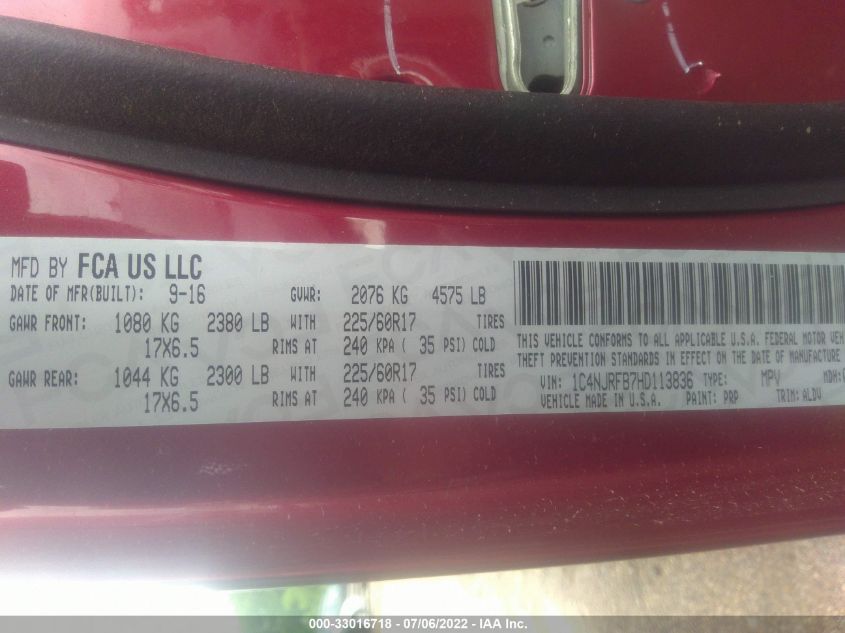 MFD BY FCA US LLC
DATE OF MFR(BUILT): 9-16 GVWR: 2076 KG 4575 LB
GAWR FRONT: 1080 KG 2380 LB WITH 225/60R17 TIRES
17X6.5 RIMS AT 240 KPA ( 35 PSI) COLD
GAWR REAR: 1044 KG 2300 LB WITH 225/60R17 TIRES
17X6.5 RIMS AT 240 KPA ( 35 PSI) COLD
THIS VEHICLE CONFORMS TO ALL APPLICABLE U.S.A. FEDERAL MOTOR
THEFT PREVENTION STANDARDS IN EFFECT ON THE DATE OF MANUFACTURE
VIN: 1C4NJRFB7HD113836 TYPE: MPV MDH:
VEHICLE MADE IN U.S.A. PAINT: PRP TRIM: ALDV
000-33016718 - 07/06/2022 - IAA Inc.